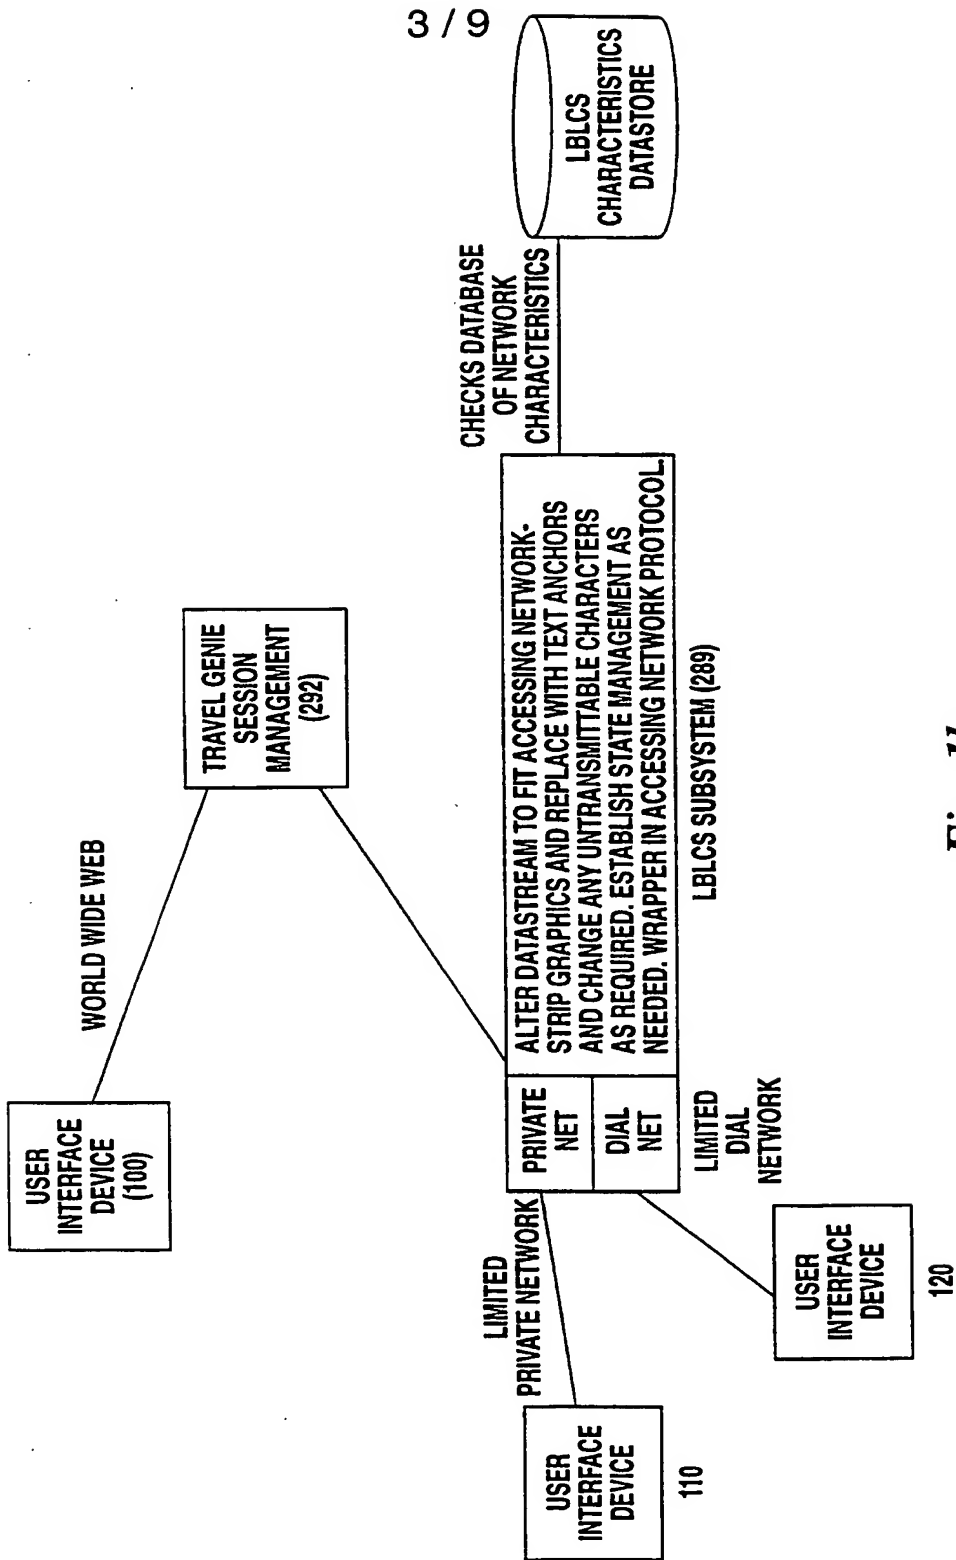 3 / 9
USER
INTERFACE
DEVICE
(100)
WORLD WIDE WEB
TRAVEL GENIE
SESSION
MANAGEMENT
(292)
LIMITED
PRIVATE NETWORK
USER
INTERFACE
DEVICE
110
PRIVATE
NET
DIAL
NET
ALTER DATASTREAM TO FIT ACCESSING NETWORK-
STRIP GRAPHICS AND REPLACE WITH TEXT ANCHORS
AND CHANGE ANY UNTRANSMITTABLE CHARACTERS
AS REQUIRED. ESTABLISH STATE MANAGEMENT AS
NEEDED. WRAPPER IN ACCESSING NETWORK PROTOCOL.
LBLCS SUBSYSTEM (289)
CHECKS DATABASE
OF NETWORK
CHARACTERISTICS
LBLCS
CHARACTERISTICS
DATASTORE
LIMITED
DIAL
NETWORK
USER
INTERFACE
DEVICE
120